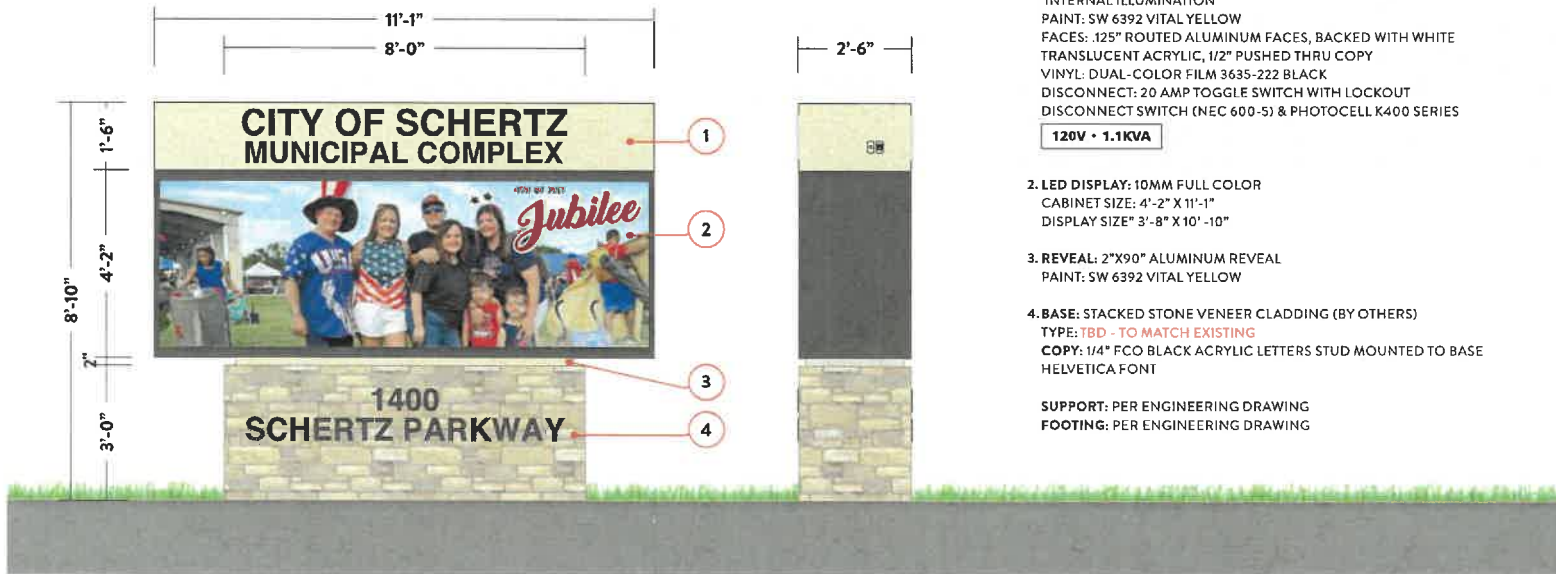 11'-1"
8'-0"
2'-6"
8'-10"
1'-6"
4'-2"
2"
3'-0"
CITY OF SCHERTZ
MUNICIPAL COMPLEX
Jubilee
1400
SCHERTZ PARKWAY
1
2
3
4
INTERNAL ILLUMINATION
PAINT: SW 6392 VITAL YELLOW
FACES: .125" ROUTED ALUMINUM FACES, BACKED WITH WHITE
TRANSLUCENT ACRYLIC, 1/2" PUSHED THRU COPY
VINYL: DUAL-COLOR FILM 3635-222 BLACK
DISCONNECT: 20 AMP TOGGLE SWITCH WITH LOCKOUT
DISCONNECT SWITCH (NEC 600-5) & PHOTOCELL K400 SERIES
120V • 1.1KVA
2. LED DISPLAY: 10MM FULL COLOR
CABINET SIZE: 4'-2" X 11'-1"
DISPLAY SIZE" 3'-8" X 10' -10"
3. REVEAL: 2"X90" ALUMINUM REVEAL
PAINT: SW 6392 VITAL YELLOW
4. BASE: STACKED STONE VENEER CLADDING (BY OTHERS)
TYPE: TBD - TO MATCH EXISTING
COPY: 1/4" FCO BLACK ACRYLIC LETTERS STUD MOUNTED TO BASE
HELVETICA FONT
SUPPORT: PER ENGINEERING DRAWING
FOOTING: PER ENGINEERING DRAWING